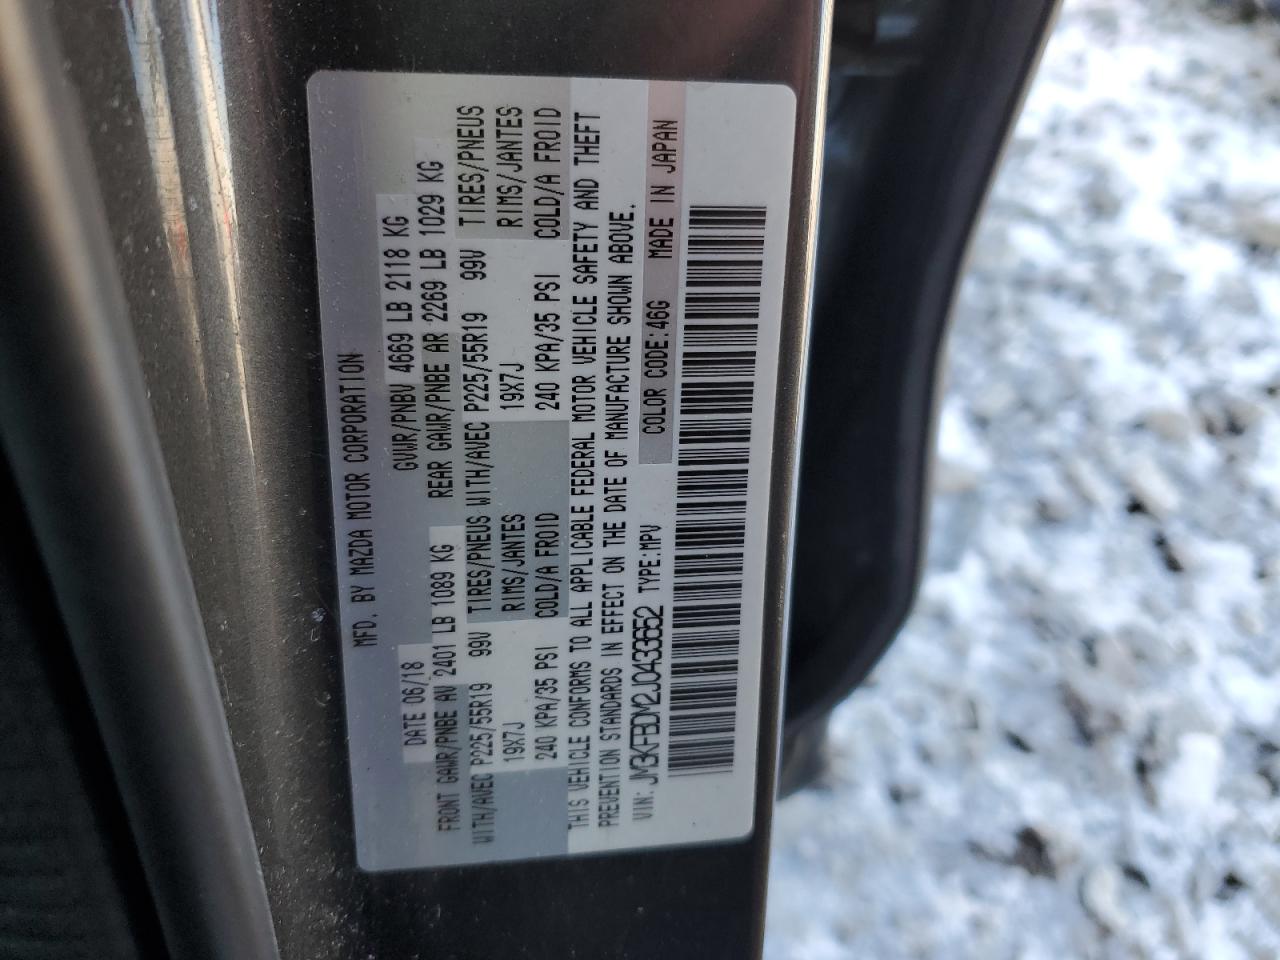 MFD. BY MAZDA MOTOR CORPORATION
DATE 06/18 GVWR/PNBV 4669 LB 2118 KG
FRONT GAWR/PNBE AV 2401 LB 1089 KG REAR GAWR/PNBE AR 2269 LB 1029 KG
WITH/AVEC P225/55R19 99V TIRES/PNEUS WITH/AVEC P225/55R19 99V TIRES/PNEUS
19X7J RIMS/JANTES 19X7J RIMS/JANTES
240 KPA/35 PSI COLD/A FROID 240 KPA/35 PSI COLD/A FROID
THIS VEHICLE CONFORMS TO ALL APPLICABLE FEDERAL MOTOR VEHICLE SAFETY AND THEFT
PREVENTION STANDARDS IN EFFECT ON THE DATE OF MANUFACTURE SHOWN ABOVE.
VIN: JM3KFBDM2J0433652 TYPE:MPV COLOR CODE:46G MADE IN JAPAN